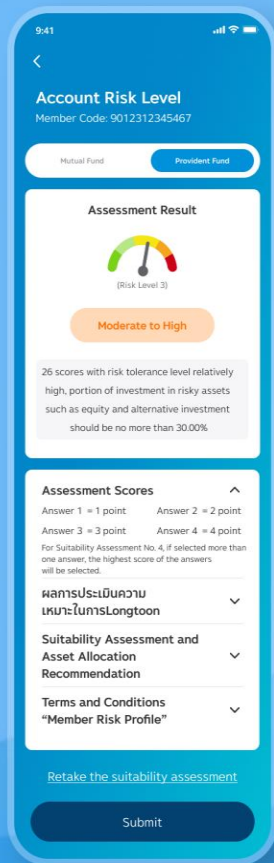 9:41
Account Risk Level
Member Code: 9012312345467
Mutual Fund
Provident Fund
Assessment Result
(Risk Level 3)
Moderate to High
26 scores with risk tolerance level relatively
high, portion of investment in risky assets
such as equity and alternative investment
should be no more than 30.00%
Assessment Scores
Answer 1 = 1 point Answer 2 = 2 point
Answer 3 = 3 point Answer 4 = 4 point
For Suitability Assessment No. 4, if selected more than
one answer, the highest score of the answers
will be selected.
ผลการประเมินความ
เหมาะในการLongtoon
Suitability Assessment and
Asset Allocation
Recommendation
Terms and Conditions
“Member Risk Profile”
Retake the suitability assessment
Submit